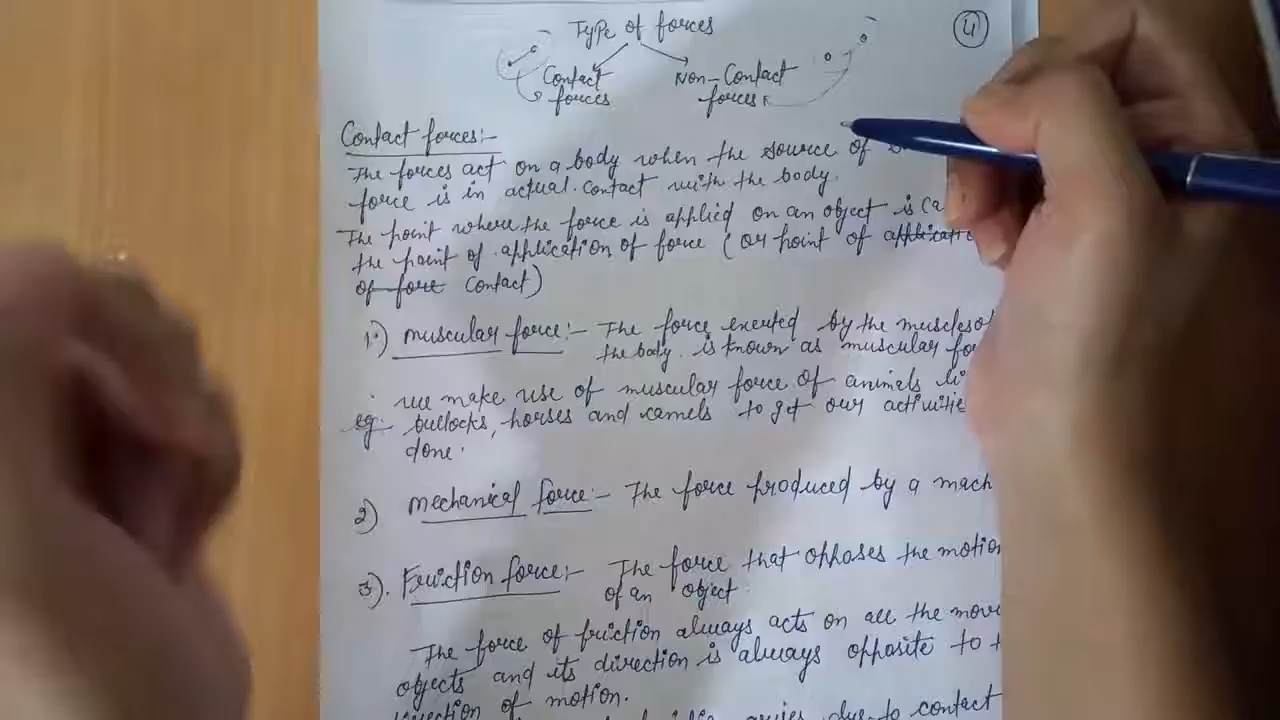 Type of forces
4
Contact
forces
Non-Contact
forces
Contact forces:-
The forces act on a body when the source of
force is in actual contact with the body.
The point where the force is applied on an object is
the point of application of force ( or point of
Contact)
1) muscular force:- The force exerted by the muscles of
the body is known as muscular
we make use of muscular force of animals
eg. bullocks, horses and camels to get our
done.
2) mechanical force:- The force produced by a
3). Friction force:- The force that opposes the motion
of an object
The force of friction always acts on all the
objects and its direction is always opposite to
direction of motion.
due to contact